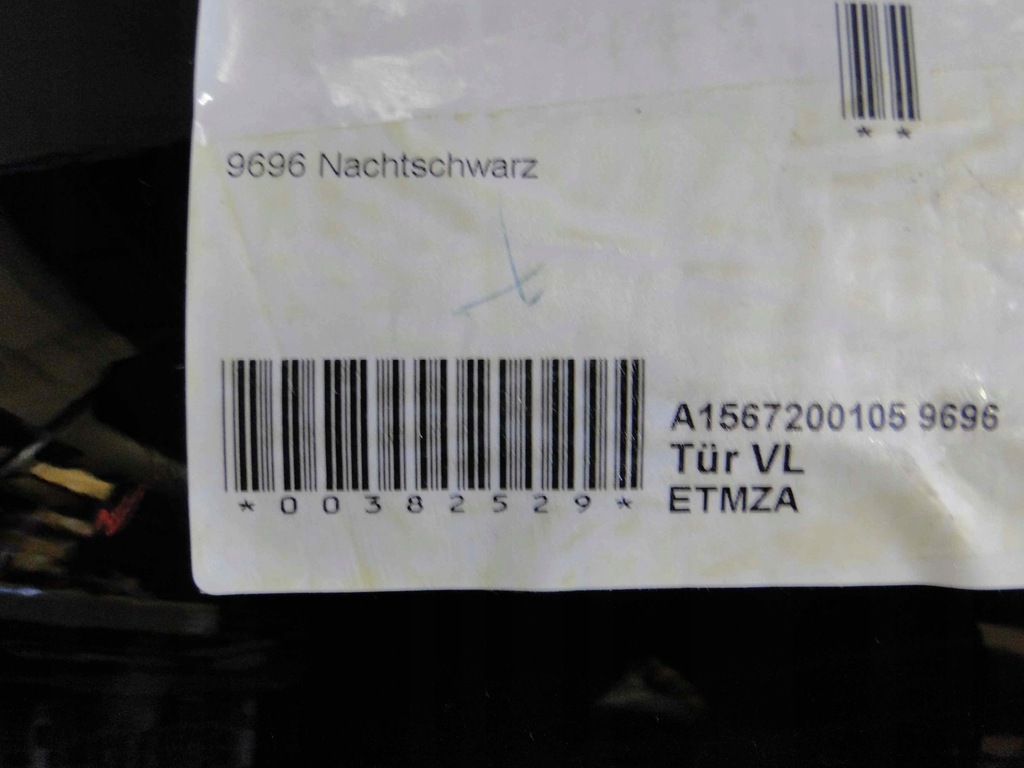 **
9696 Nachtschwarz
*00382529*
A1567200105 9696
Tür VL
ETMZA